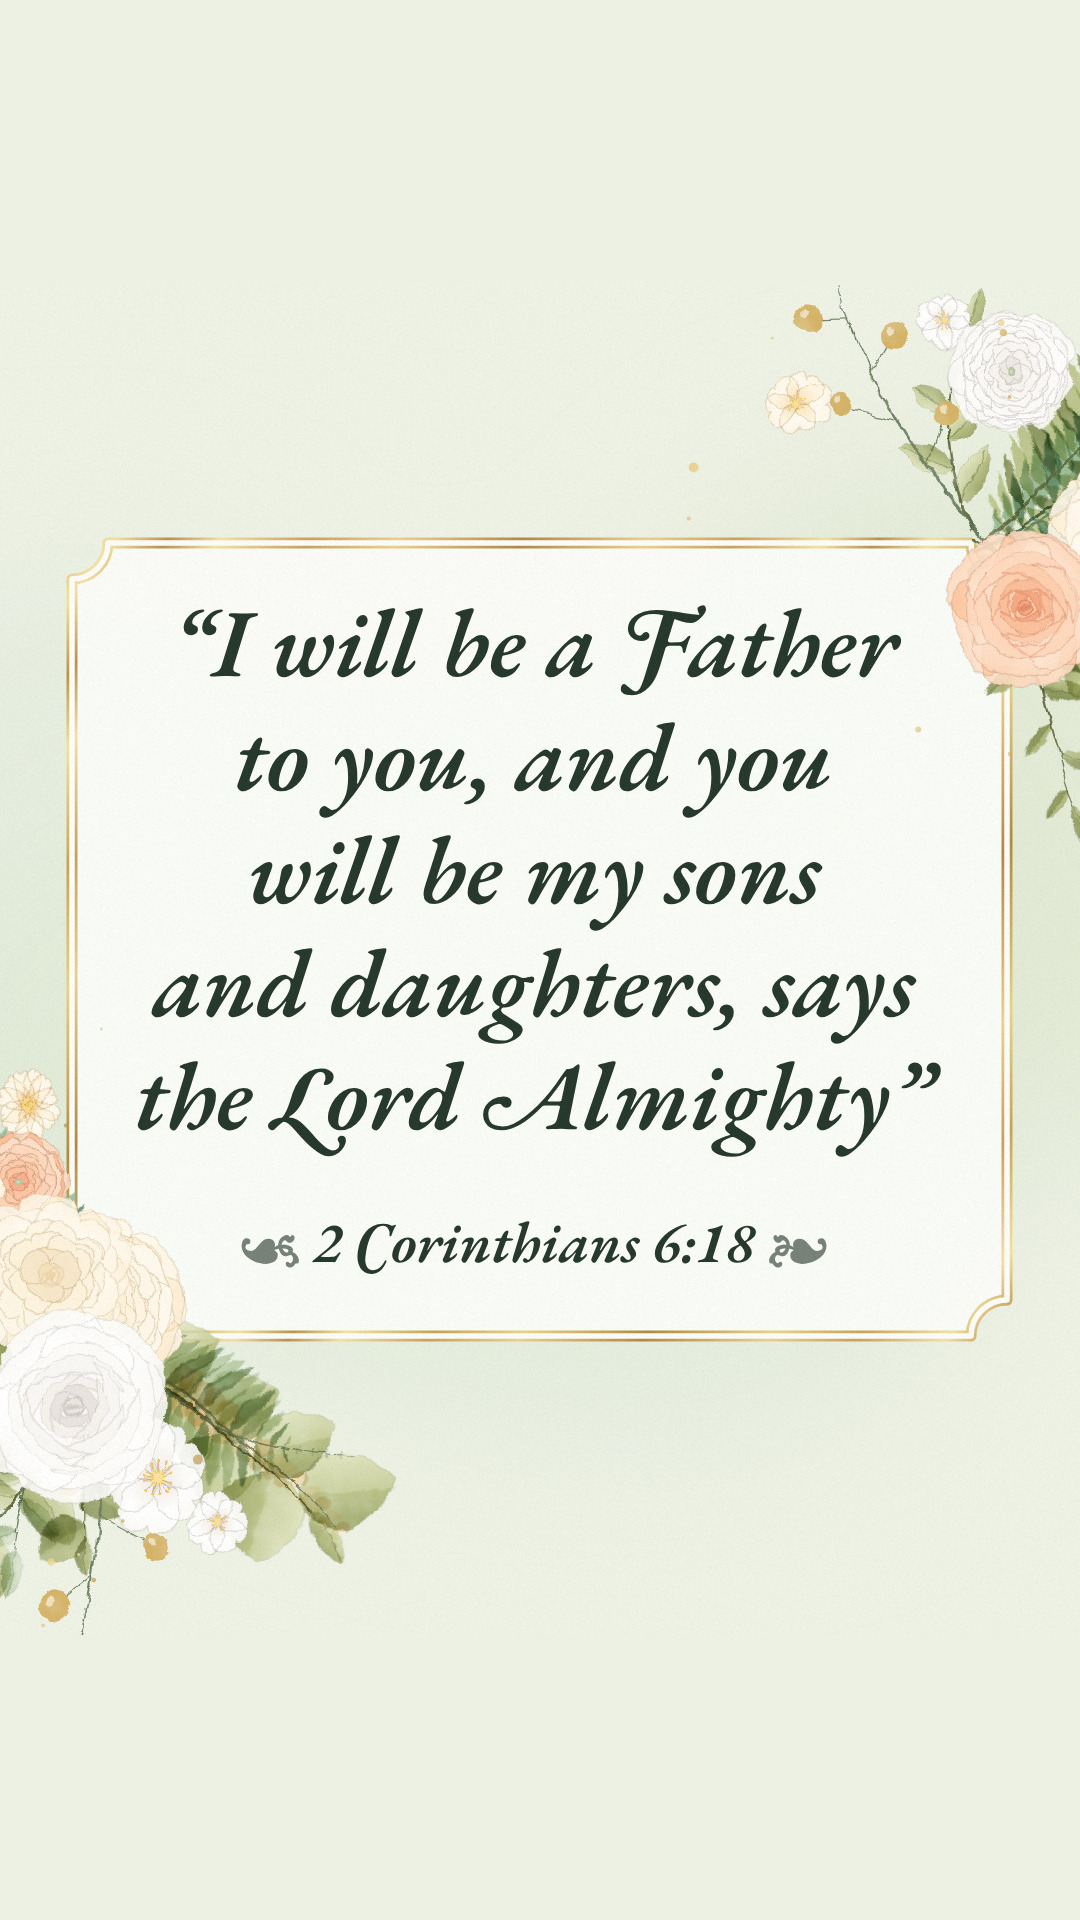 “I will be a Father
to you, and you
will be my sons
and daughters, says
the Lord Almighty”
2 Corinthians 6:18